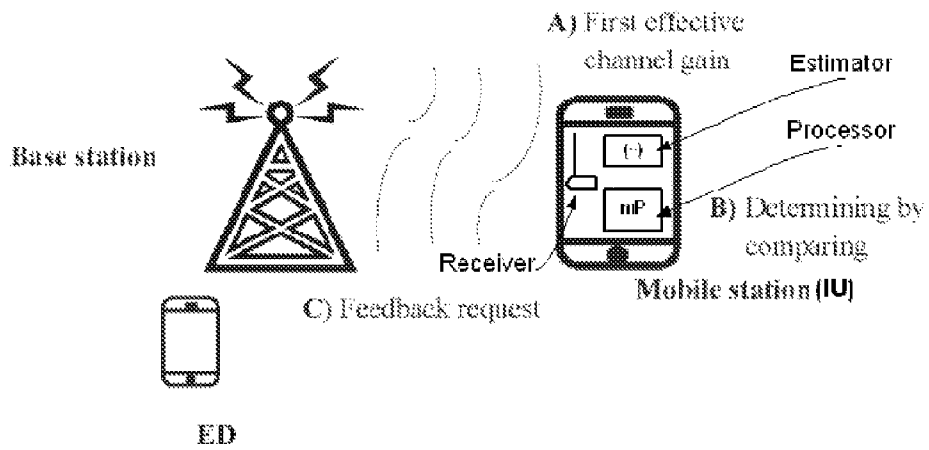 A) First effective
channel gain
Estimator
Base station
(·)
Processor
mP
B) Determining by
comparing
Receiver
Mobile station (IU)
C) Feedback request
ED